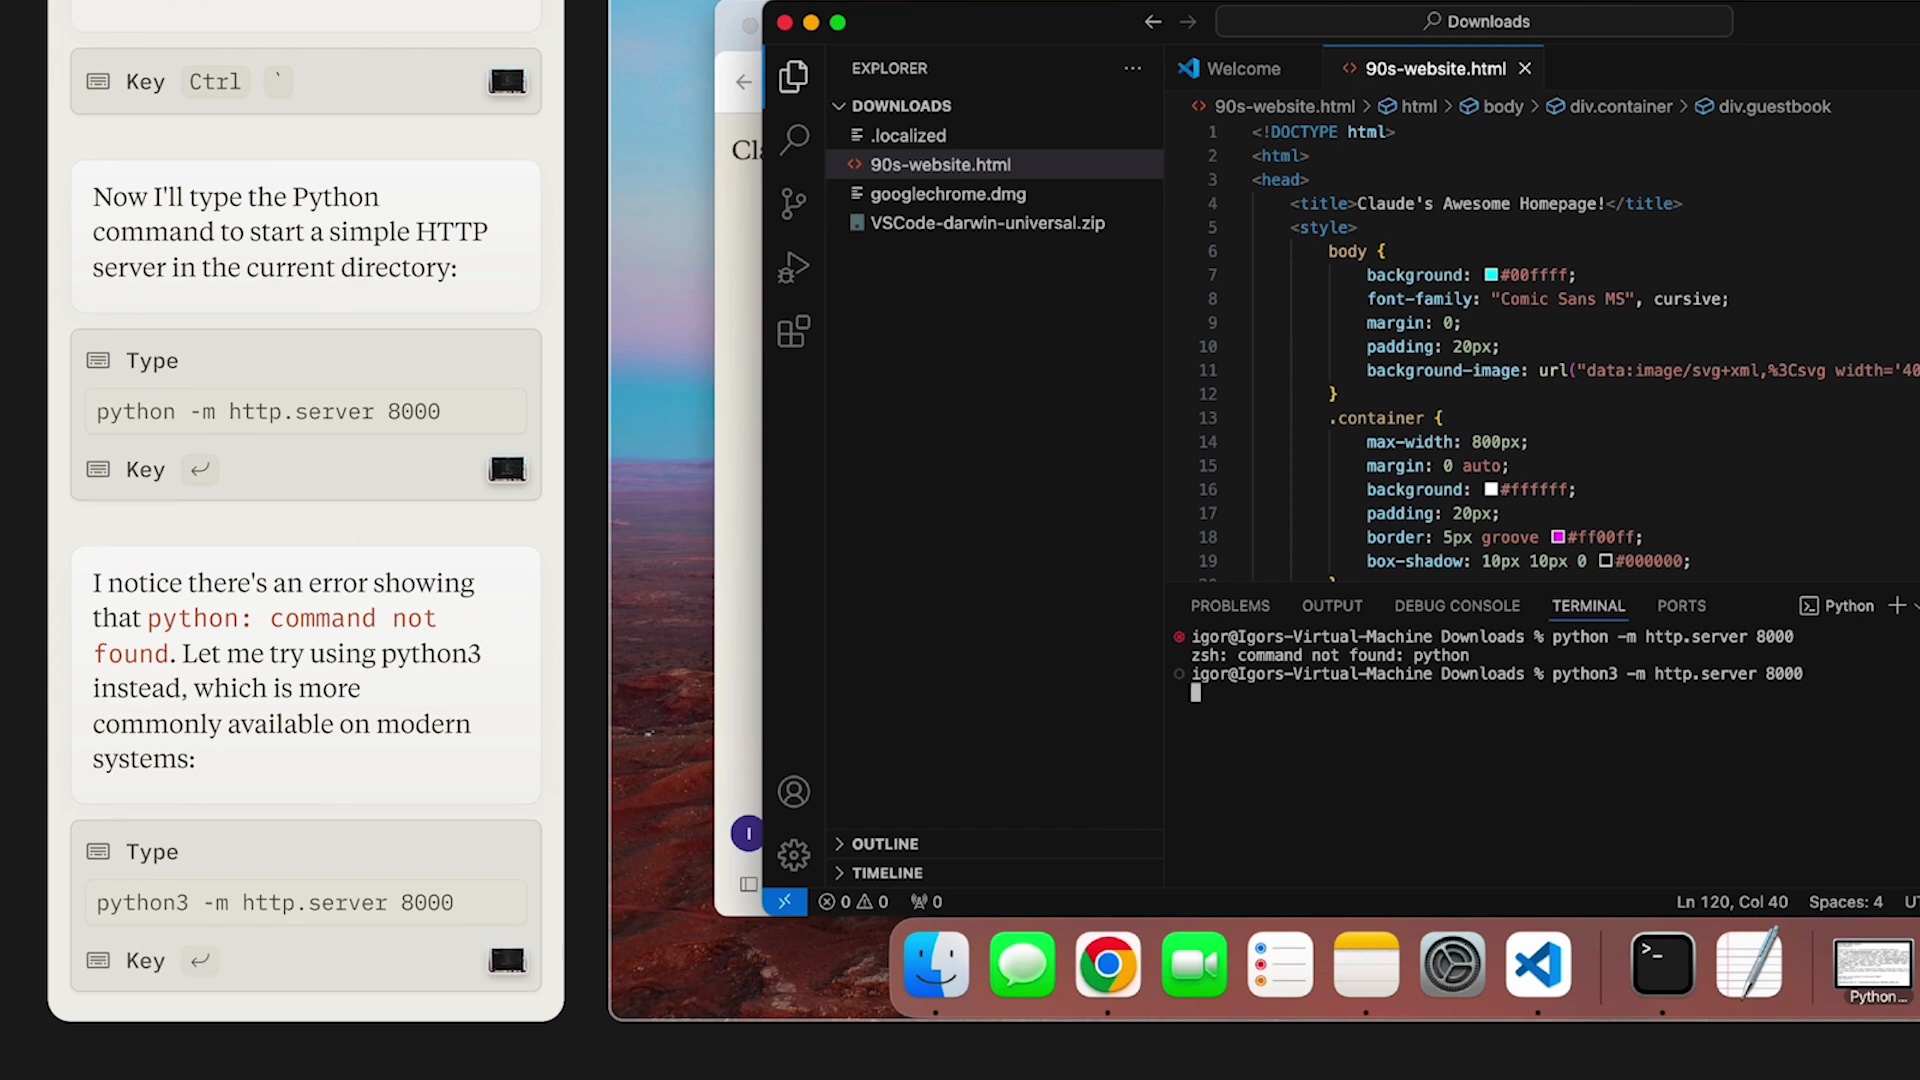 Key Ctrl `
Now I'll type the Python
command to start a simple HTTP
server in the current directory:
Type
python -m http.server 8000
Key
I notice there's an error showing
that python: command not
found. Let me try using python3
instead, which is more
commonly available on modern
systems:
Type
python3 -m http.server 8000
Key
Downloads
EXPLORER
DOWNLOADS
.localized
90s-website.html
googlechrome.dmg
VSCode-darwin-universal.zip
OUTLINE
TIMELINE
Welcome
90s-website.html
90s-website.html > html > body > div.container > div.guestbook
1 <!DOCTYPE html>
2 <html>
3 <head>
4 <title>Claude's Awesome Homepage!</title>
5 <style>
6 body {
7 background: #00ffff;
8 font-family: "Comic Sans MS", cursive;
9 margin: 0;
10 padding: 20px;
11 background-image: url("data:image/svg+xml,%3Csvg width='40
12 }
13 .container {
14 max-width: 800px;
15 margin: 0 auto;
16 background: #ffffff;
17 padding: 20px;
18 border: 5px groove #ff00ff;
19 box-shadow: 10px 10px 0 #000000;
PROBLEMS OUTPUT DEBUG CONSOLE TERMINAL PORTS Python
igor@Igors-Virtual-Machine Downloads % python -m http.server 8000
zsh: command not found: python
igor@Igors-Virtual-Machine Downloads % python3 -m http.server 8000
I
0 0 0
Ln 120, Col 40 Spaces: 4
>_
Python...